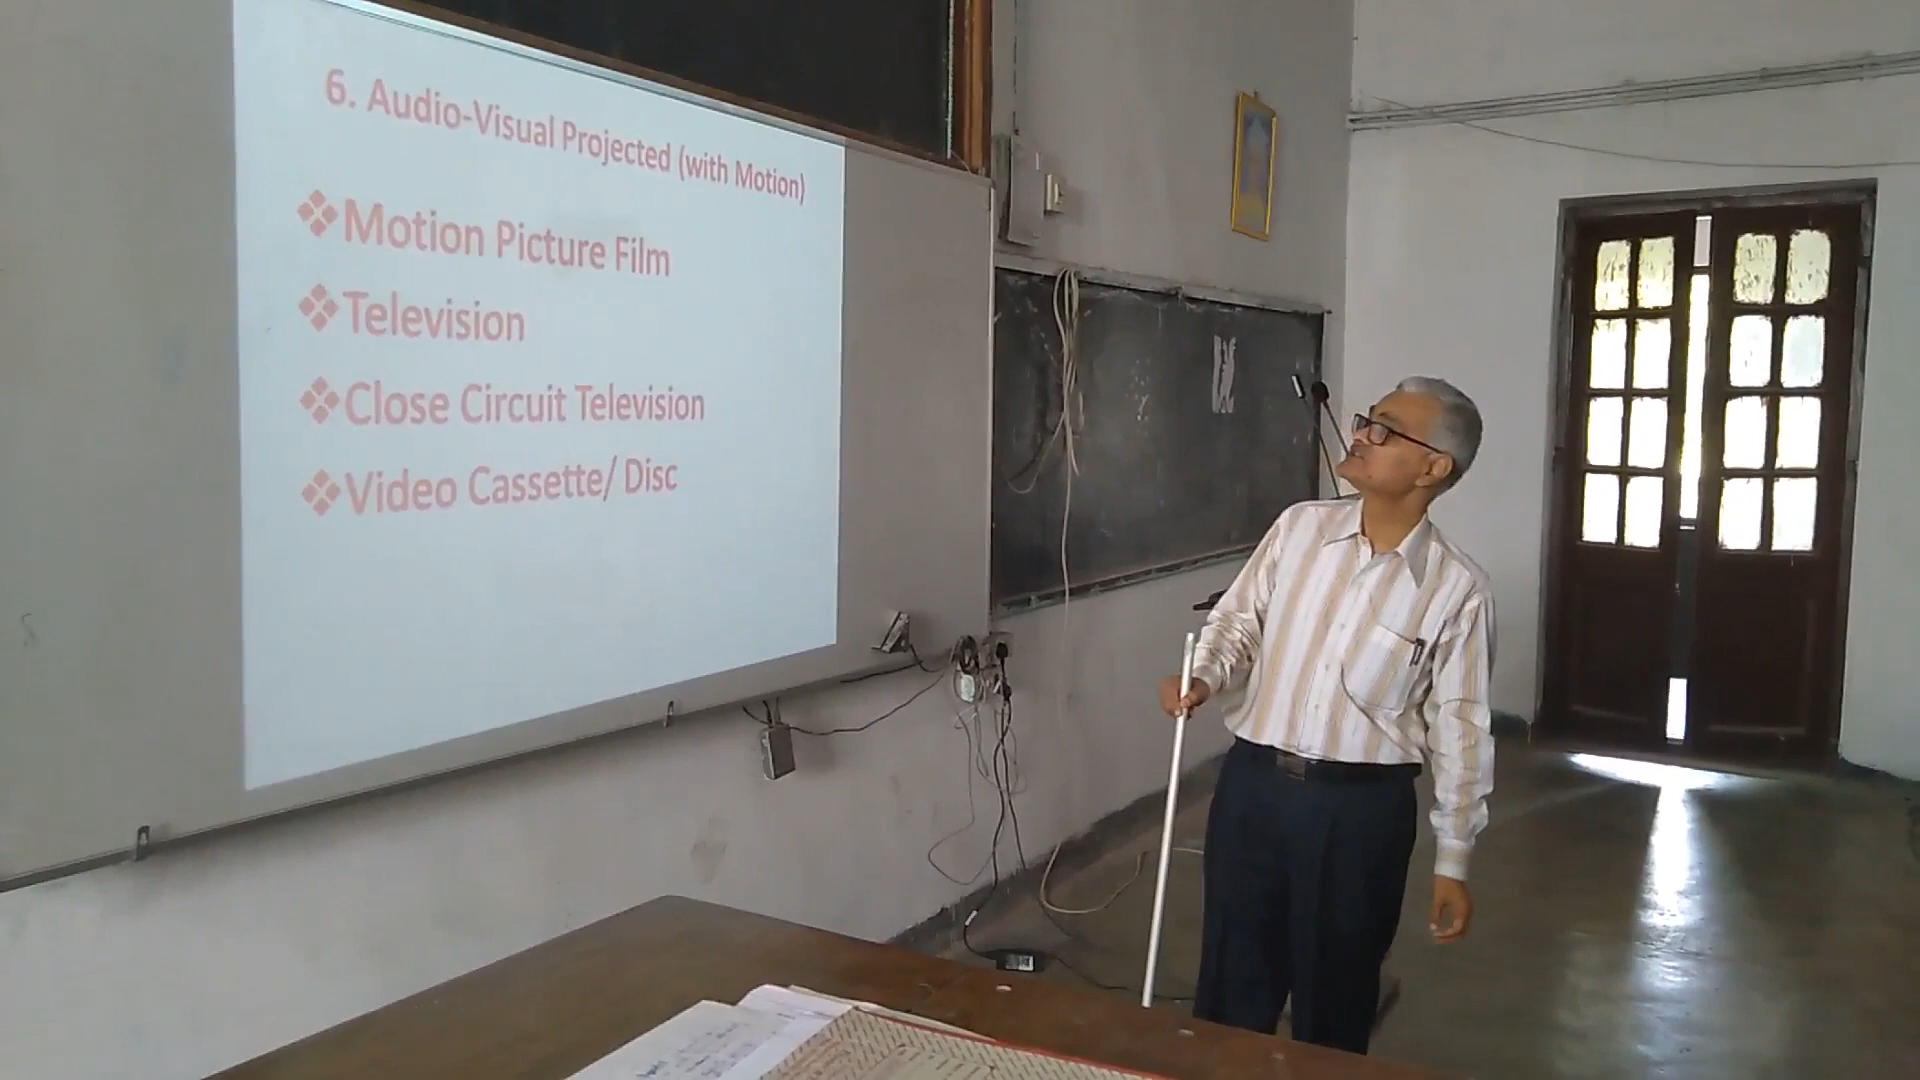 6. Audio-Visual Projected (with Motion)
❖Motion Picture Film
❖Television
❖Close Circuit Television
❖Video Cassette/ Disc